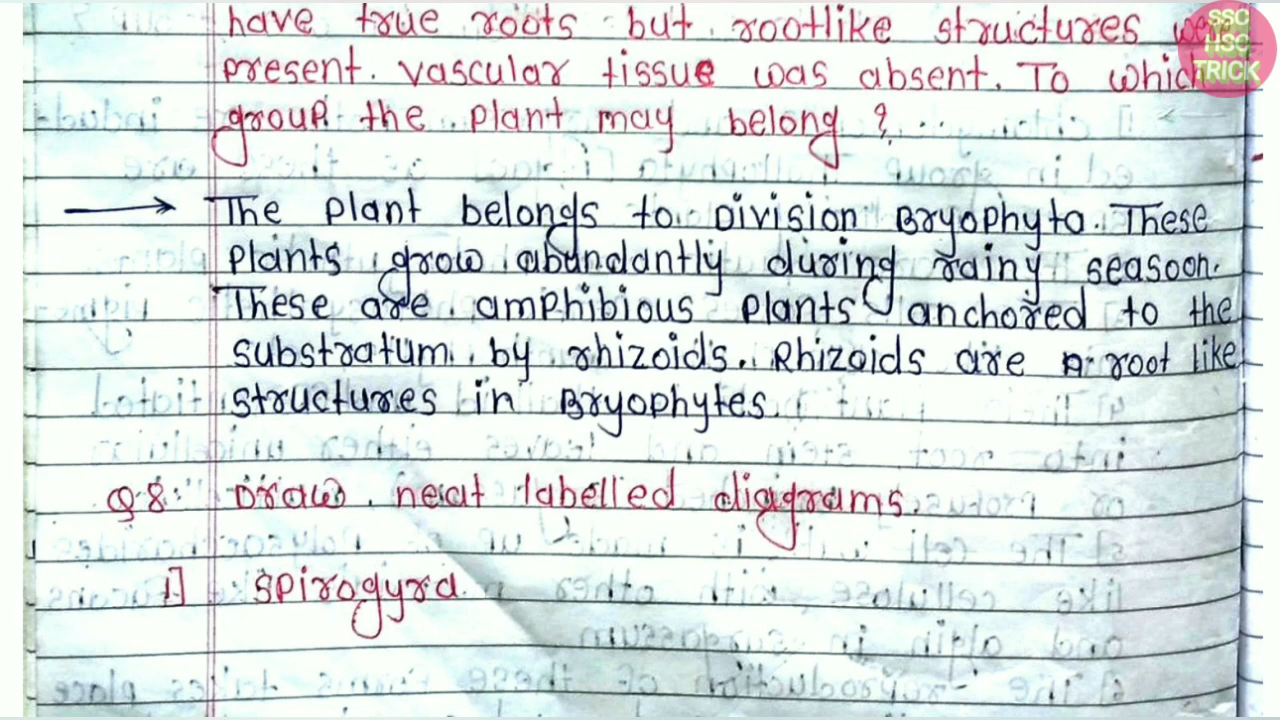 have true roots but rootlike structures were
present. vascular tissue was absent. To which
group the plant may belong ?
The plant belongs to Division Bryophyta. These
plants grow abundantly during rainy seasoon.
These are amphibious plants anchored to the
substratum by rhizoids. Rhizoids are root like
structures in Bryophytes.
Q.8. Draw neat labelled diagrams.
1] Spirogyra.
SSC
HSC
TRICK